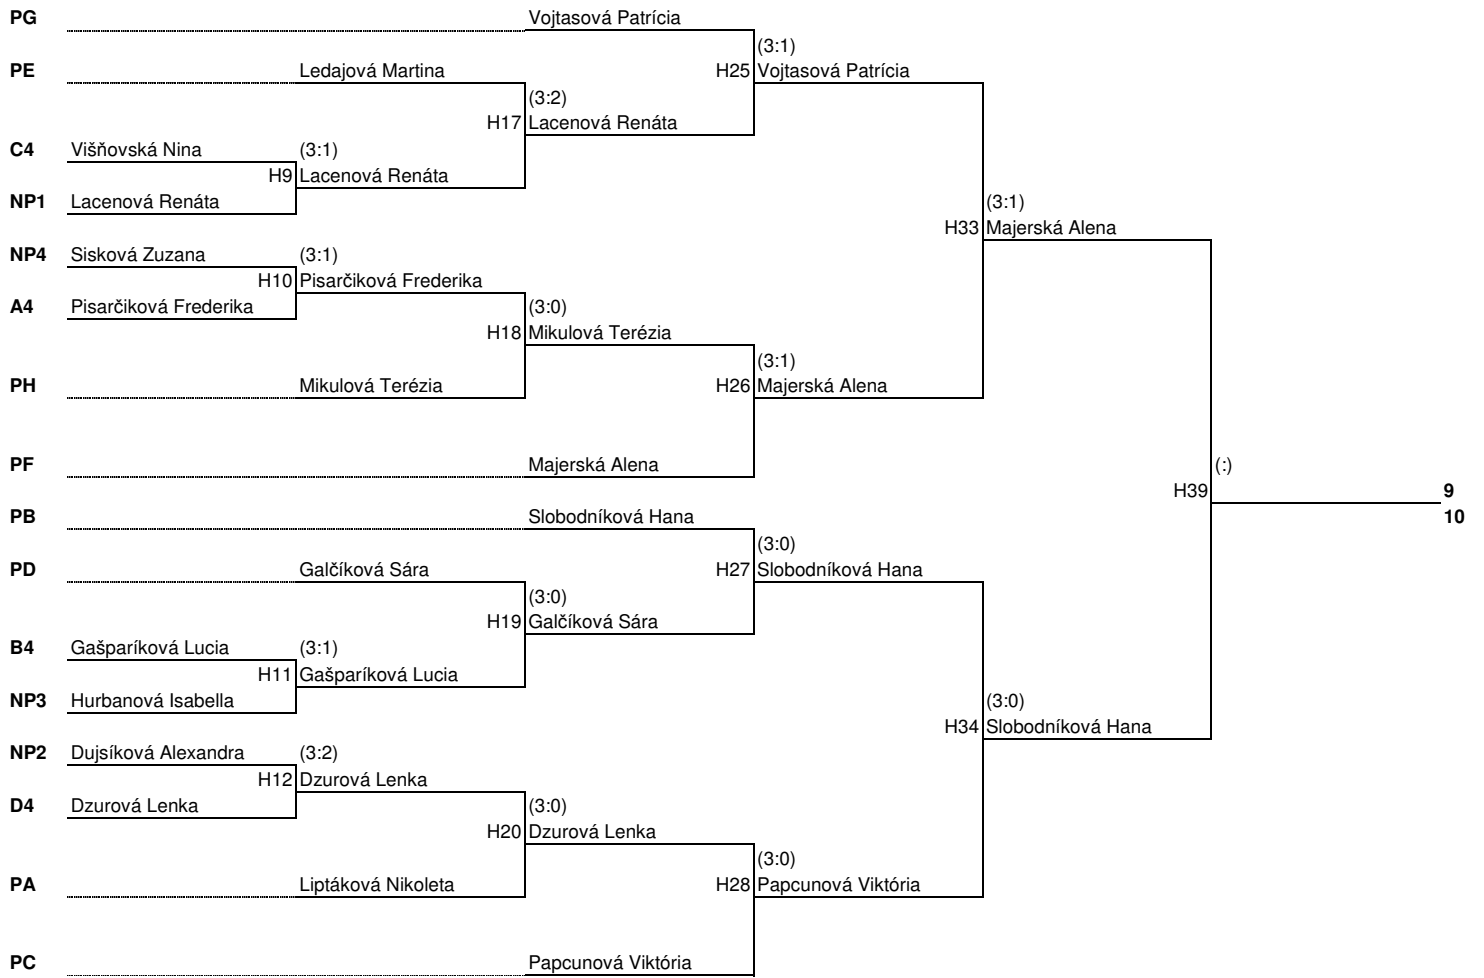 PG Vojtasová Patrícia
(3:1)
PE Ledajová Martina H25 Vojtasová Patrícia
(3:2)
H17 Lacenová Renáta
C4 Višňovská Nina (3:1)
H9 Lacenová Renáta
NP1 Lacenová Renáta (3:1)
H33 Majerská Alena
NP4 Sisková Zuzana (3:1)
H10 Pisarčiková Frederika
A4 Pisarčiková Frederika (3:0)
H18 Mikulová Terézia
(3:1)
PH Mikulová Terézia H26 Majerská Alena
PF Majerská Alena (:)
H39 9
PB Slobodníková Hana 10
(3:0)
PD Galčíková Sára H27 Slobodníková Hana
(3:0)
H19 Galčíková Sára
B4 Gašparíková Lucia (3:1)
H11 Gašparíková Lucia
NP3 Hurbanová Isabella (3:0)
H34 Slobodníková Hana
NP2 Dujsíková Alexandra (3:2)
H12 Dzurová Lenka
D4 Dzurová Lenka (3:0)
H20 Dzurová Lenka
(3:0)
PA Liptáková Nikoleta H28 Papcunová Viktória
PC Papcunová Viktória